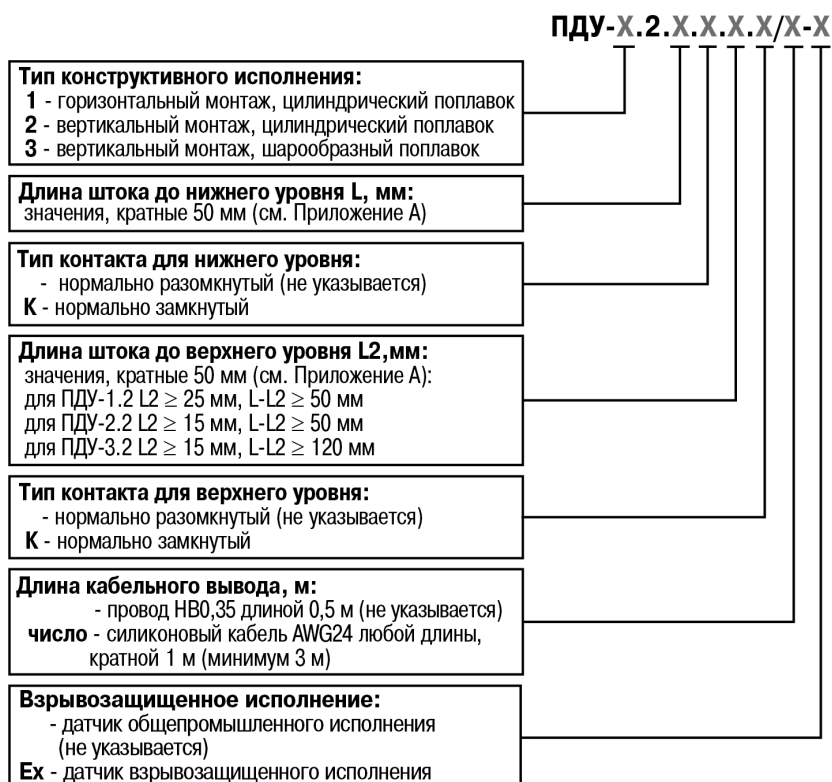 ПДУ-Х.2.Х.Х.Х.Х/Х-Х
Тип конструктивного исполнения:
1 - горизонтальный монтаж, цилиндрический поплавок
2 - вертикальный монтаж, цилиндрический поплавок
3 - вертикальный монтаж, шарообразный поплавок
Длина штока до нижнего уровня L, мм:
значения, кратные 50 мм (см. Приложение А)
Тип контакта для нижнего уровня:
- нормально разомкнутый (не указывается)
К - нормально замкнутый
Длина штока до верхнего уровня L2,мм:
значения, кратные 50 мм (см. Приложение А):
для ПДУ-1.2 L2 ≥ 25 мм, L-L2 ≥ 50 мм
для ПДУ-2.2 L2 ≥ 15 мм, L-L2 ≥ 50 мм
для ПДУ-3.2 L2 ≥ 15 мм, L-L2 ≥ 120 мм
Тип контакта для верхнего уровня:
- нормально разомкнутый (не указывается)
К - нормально замкнутый
Длина кабельного вывода, м:
- провод НВ0,35 длиной 0,5 м (не указывается)
число - силиконовый кабель AWG24 любой длины,
кратной 1 м (минимум 3 м)
Взрывозащищенное исполнение:
- датчик общепромышленного исполнения
(не указывается)
Ex - датчик взрывозащищенного исполнения